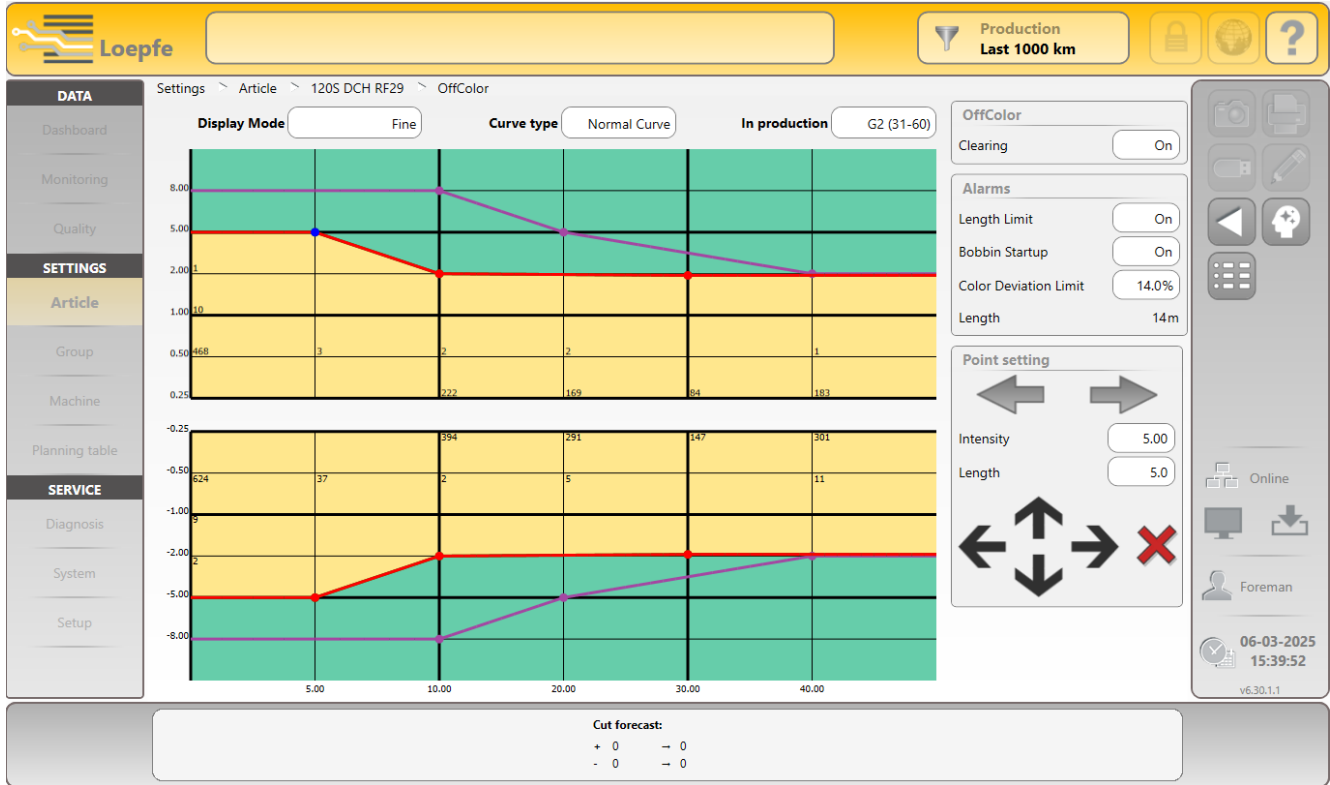 Loepfe
Production
Last 1000 km
?
DATA
Dashboard
Monitoring
Quality
SETTINGS
Article
Group
Machine
Planning table
SERVICE
Diagnosis
System
Setup
Settings > Article > 120S DCH RF29 > OffColor
Display Mode Fine Curve type Normal Curve In production G2 (31-60)
8.00
5.00
2.00 1
1.00 10
0.50 468 3 2 2 1
0.25 222 169 84 183
-0.25 394 291 147 301
-0.50 624 37 2 5 11
-1.00 9
-2.00 2
-5.00
-8.00
5.00 10.00 20.00 30.00 40.00
OffColor
Clearing On
Alarms
Length Limit On
Bobbin Startup On
Color Deviation Limit 14.0%
Length 14m
Point setting
Intensity 5.00
Length 5.0
Online
Foreman
06-03-2025
15:39:52
v6.30.1.1
Cut forecast:
+ 0 → 0
- 0 → 0